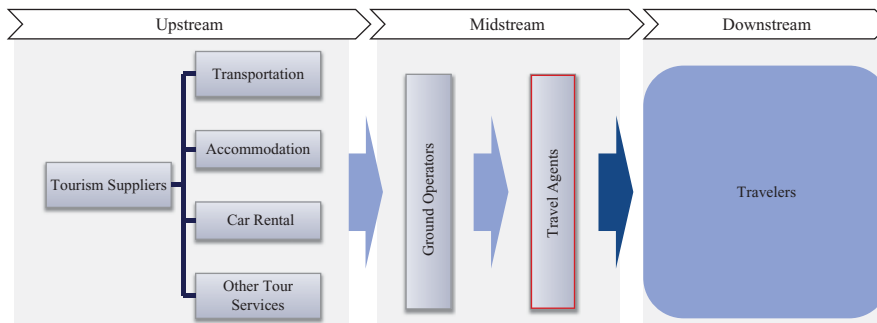 Upstream
Midstream
Downstream
Tourism Suppliers
Transportation
Accommodation
Car Rental
Other Tour
Services
Ground Operators
Travel Agents
Travelers